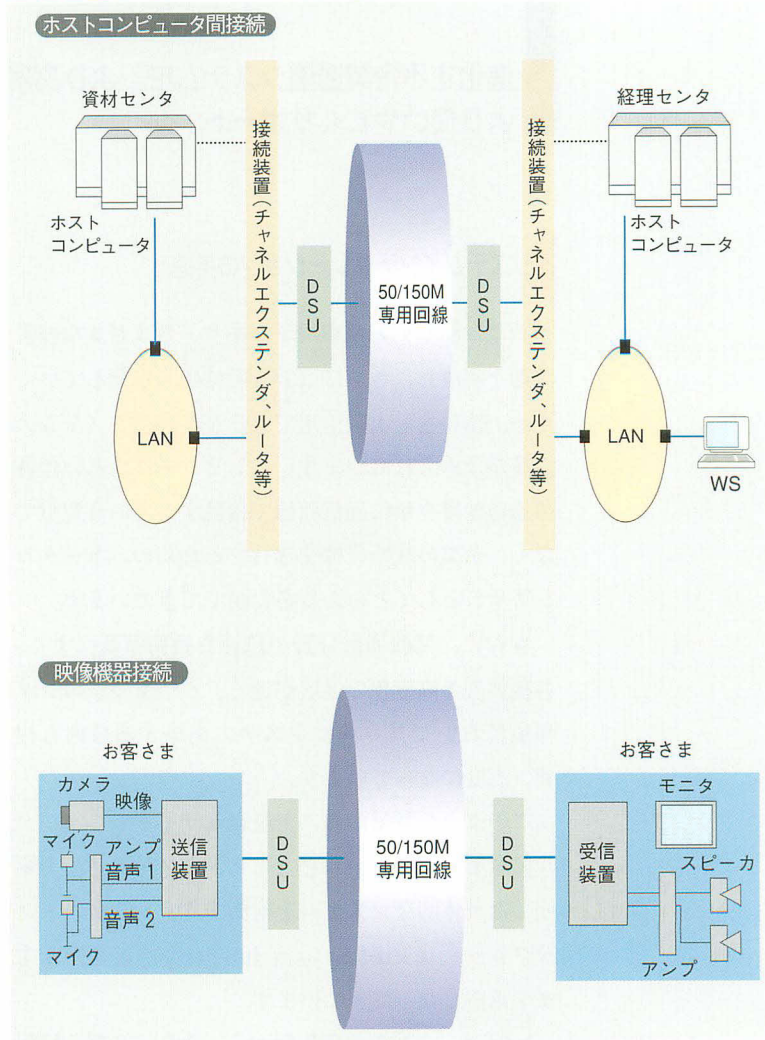 ホストコンピュータ間接続
資材センタ
経理センタ
ホスト
コンピュータ
ホスト
コンピュータ
接続装置(チャネルエクステンダ、ルータ等)
DSU
50/150M
専用回線
DSU
接続装置(チャネルエクステンダ、ルータ等)
LAN
LAN
WS
映像機器接続
お客さま
お客さま
カメラ
映像
マイク
アンプ
音声1
音声2
マイク
送信
装置
DSU
50/150M
専用回線
DSU
受信
装置
モニタ
スピーカ
アンプ